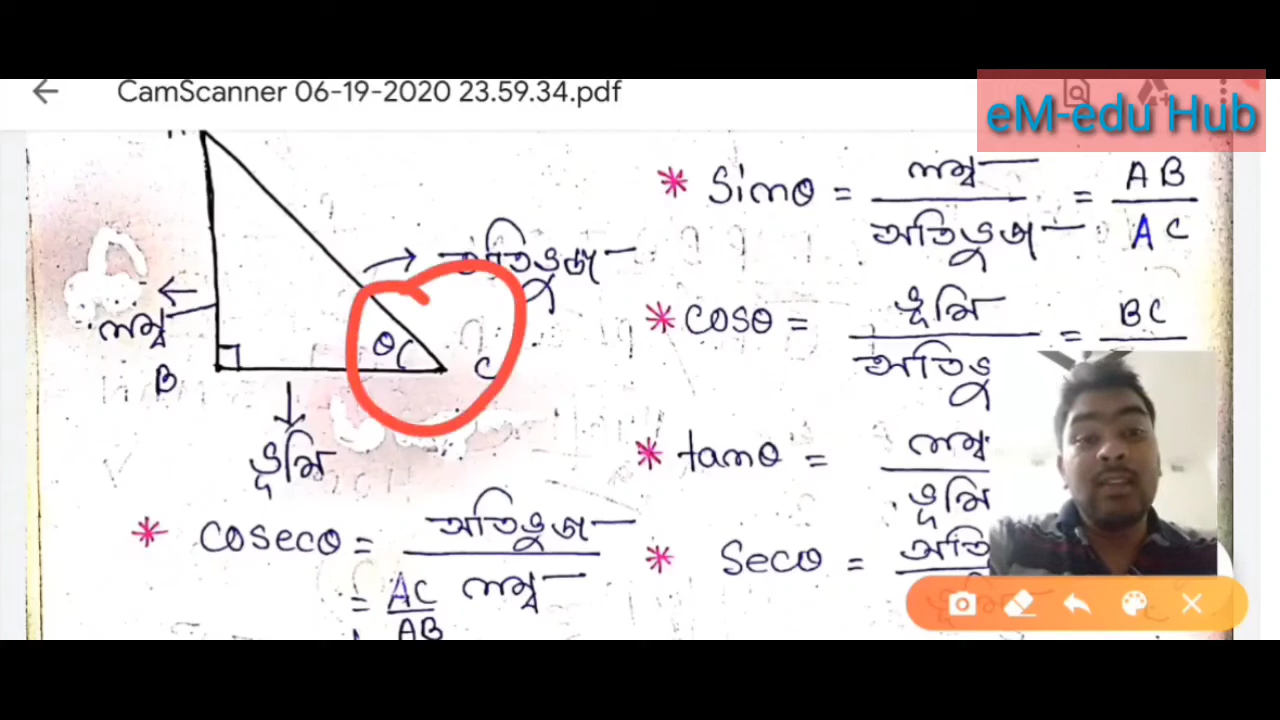 CamScanner 06-19-2020 23.59.34.pdf
eM-edu Hub
অতিভুজ
লম্ব
B
θ
C
ভূমি
* Sinθ = লম্ব / অতিভুজ = AB / AC
* cosθ = ভূমি / অতিভু = BC
* tanθ = লম্ব / ভূমি
* Secθ = অতি
* cosecθ = অতিভুজ / লম্ব
= AC / AB